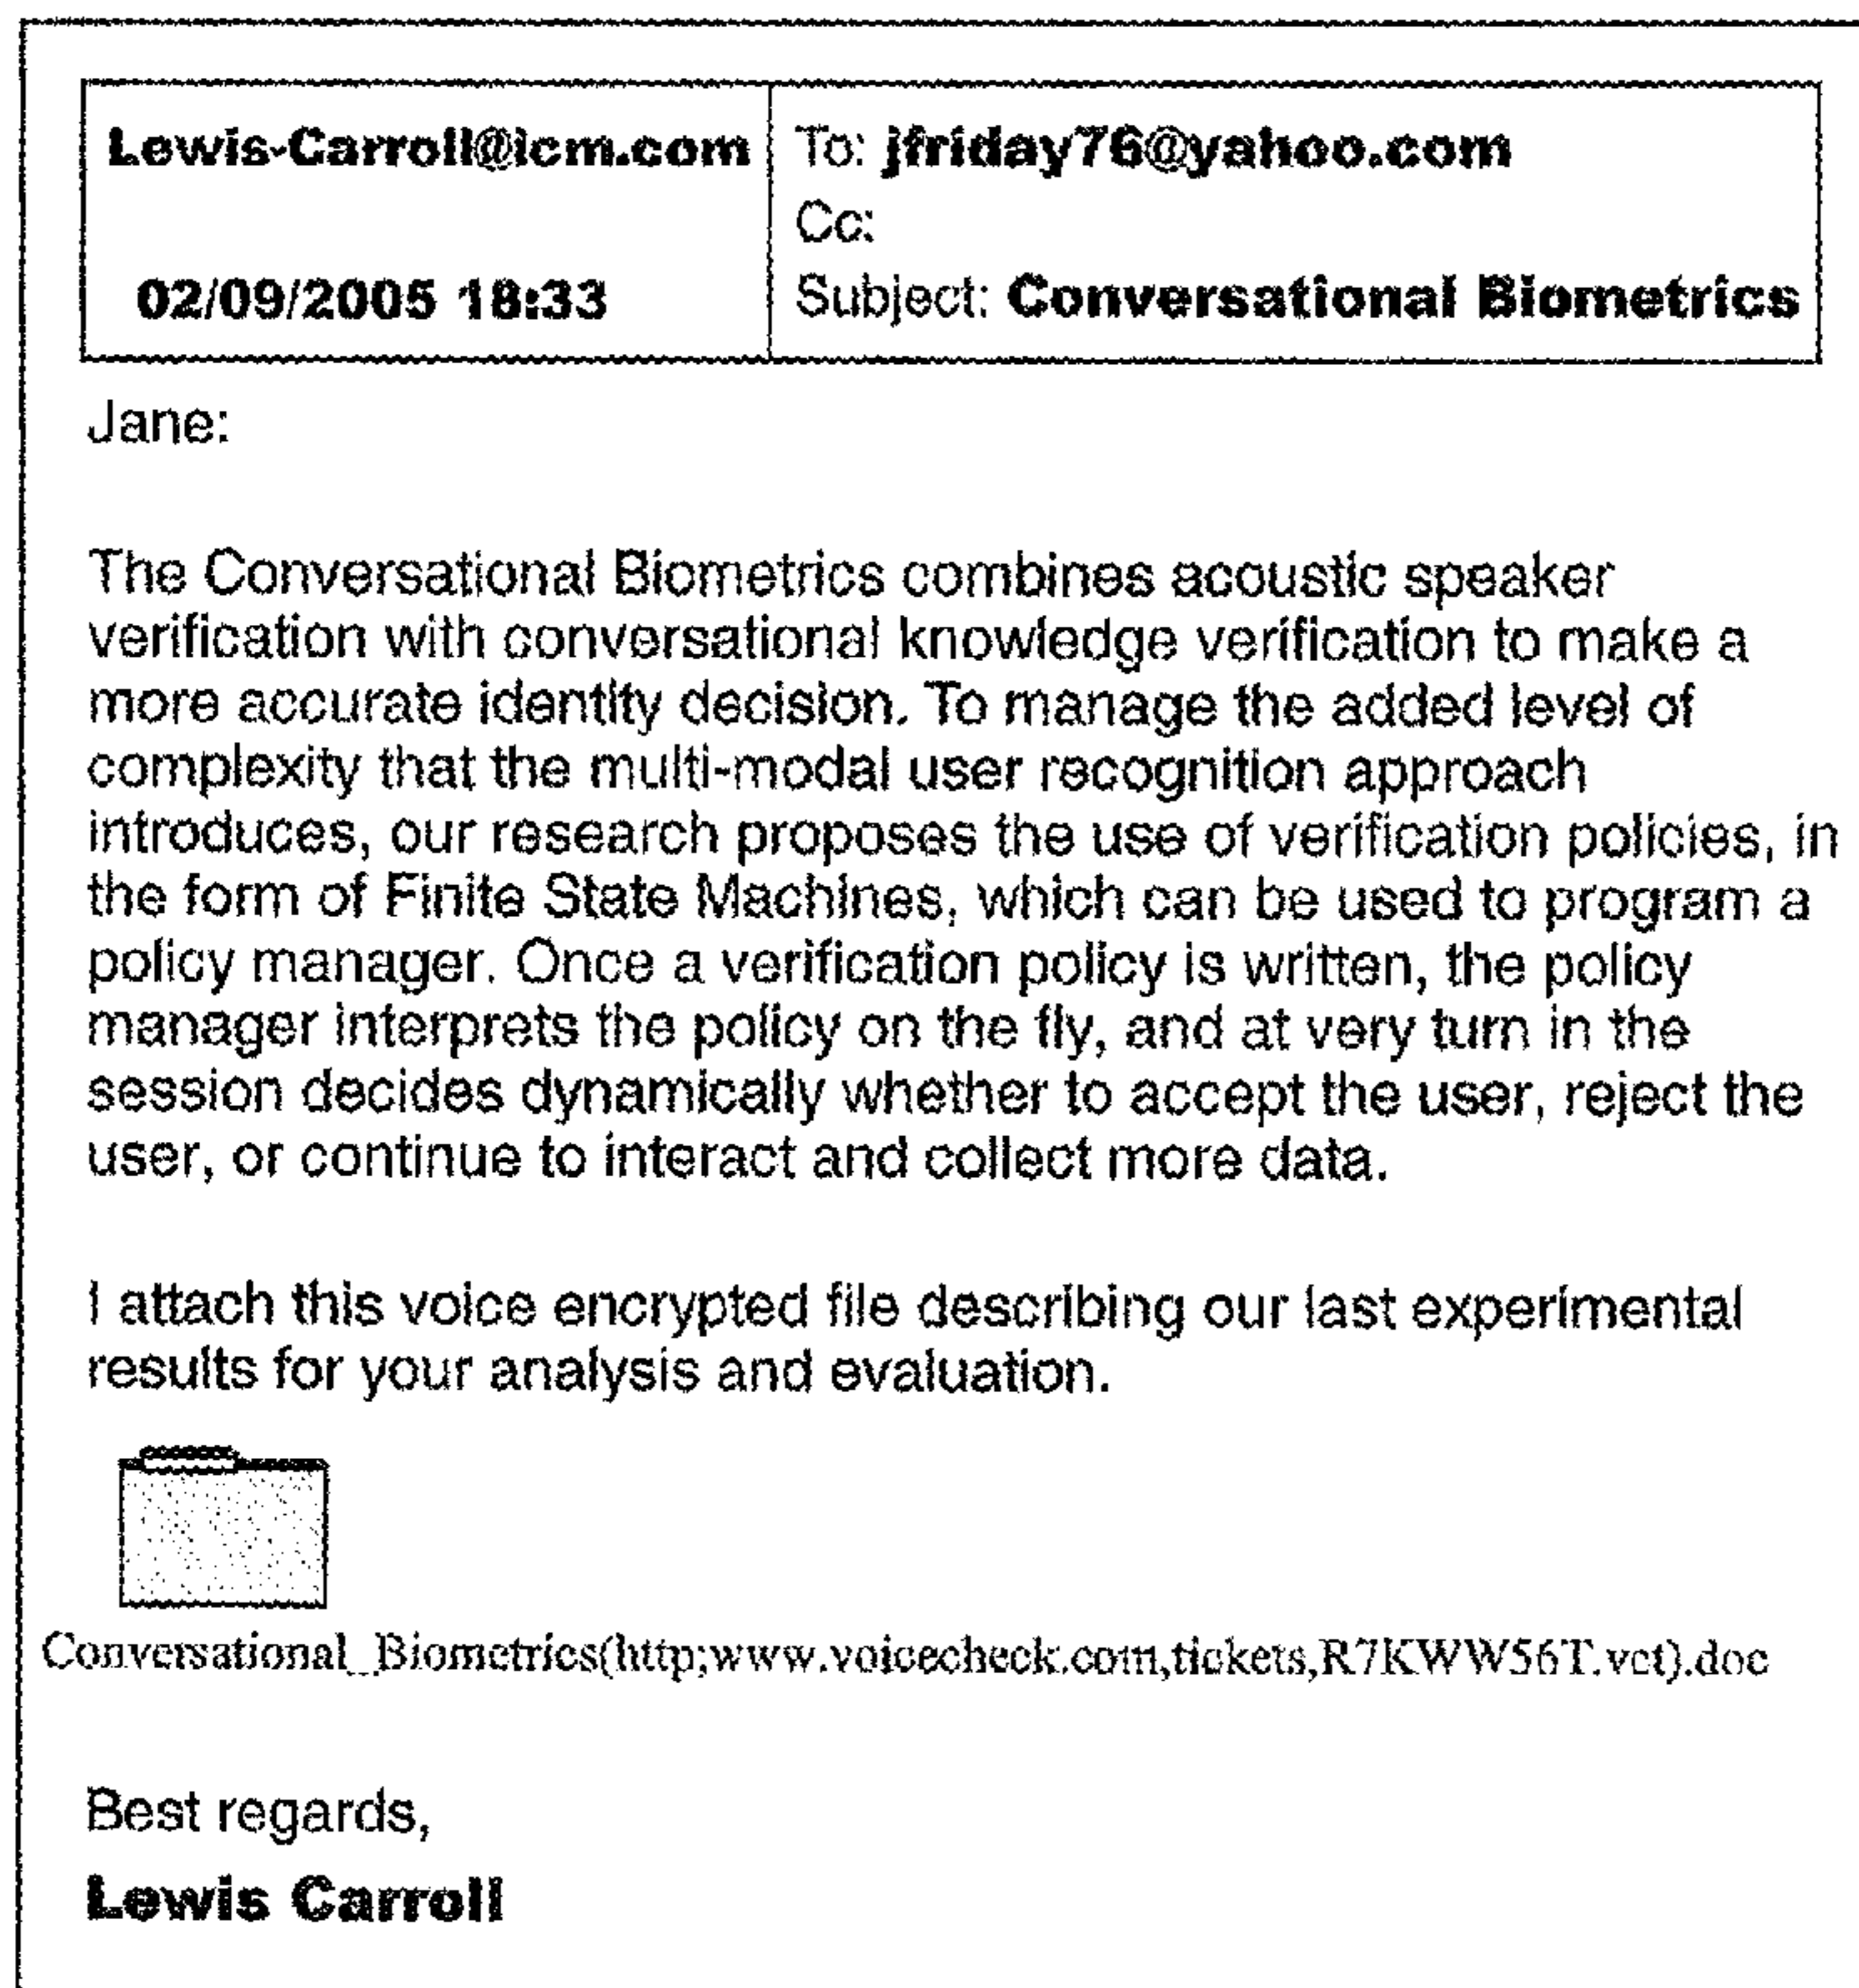 Lewis-Carroll@icm.com
To: jfriday76@yahoo.com
Cc:
02/09/2005 18:33
Subject: Conversational Biometrics
Jane:
The Conversational Biometrics combines acoustic speaker
verification with conversational knowledge verification to make a
more accurate identity decision. To manage the added level of
complexity that the multi-modal user recognition approach
introduces, our research proposes the use of verification policies, in
the form of Finite State Machines, which can be used to program a
policy manager. Once a verification policy is written, the policy
manager interprets the policy on the fly, and at very turn in the
session decides dynamically whether to accept the user, reject the
user, or continue to interact and collect more data.
I attach this voice encrypted file describing our last experimental
results for your analysis and evaluation.
Conversational_Biometrics(http;www.voicecheck.com,tickets,R7KWW56T.vct).doc
Best regards,
Lewis Carroll